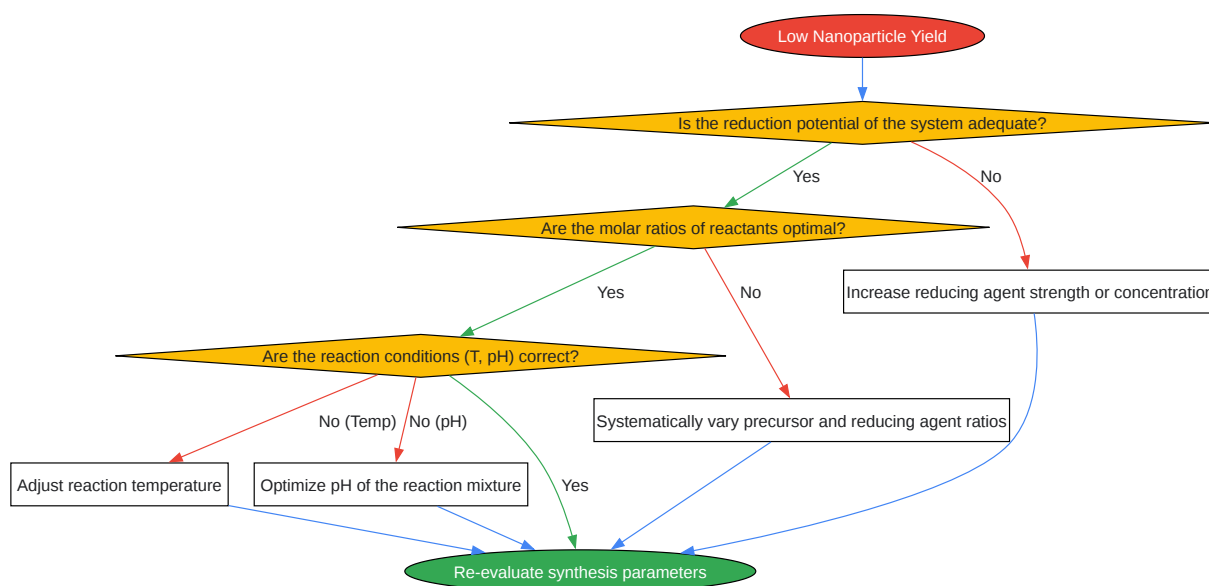 Low Nanoparticle Yield
Is the reduction potential of the system adequate?
Yes
No
Are the molar ratios of reactants optimal?
Increase reducing agent strength or concentration
Yes
No
Are the reaction conditions (T, pH) correct?
Systematically vary precursor and reducing agent ratios
No (Temp)
No (pH)
Adjust reaction temperature
Optimize pH of the reaction mixture
Yes
Re-evaluate synthesis parameters